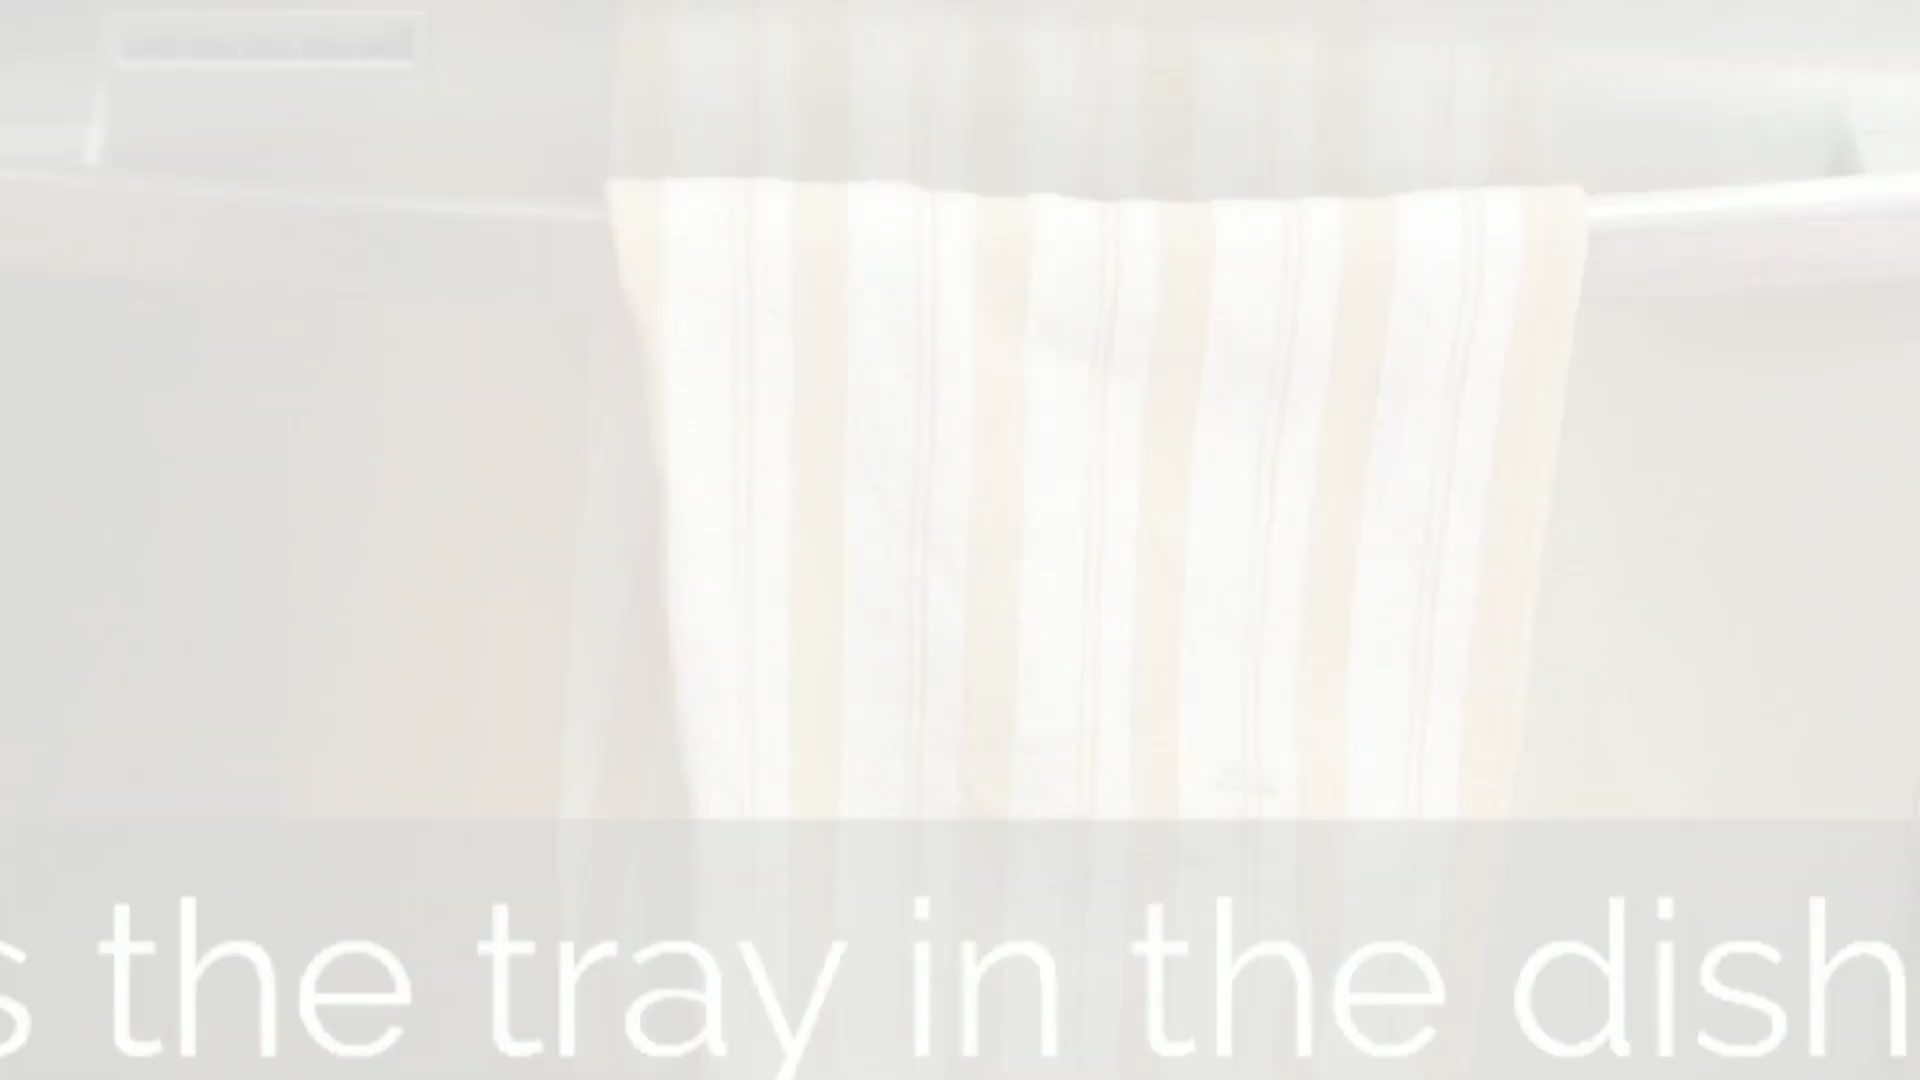 s the tray in the dish